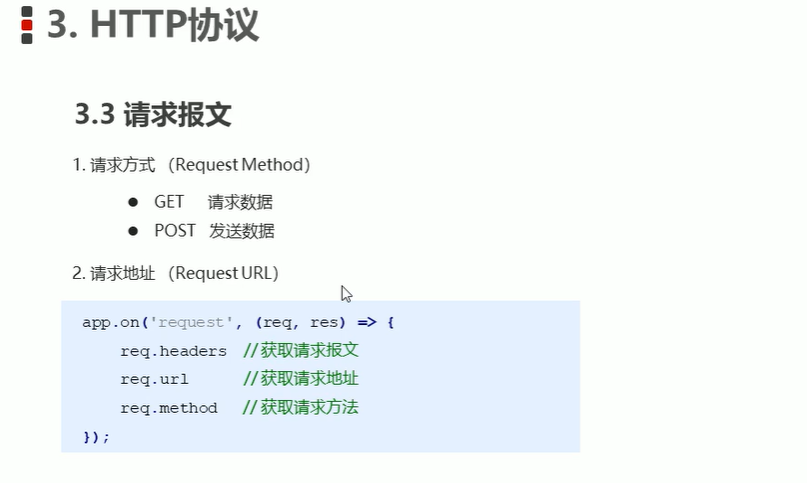 3. HTTP协议
3.3 请求报文
1. 请求方式 （Request Method）
● GET 请求数据
● POST 发送数据
2. 请求地址 （Request URL）
app.on('request', (req, res) => {
req.headers //获取请求报文
req.url //获取请求地址
req.method //获取请求方法
});